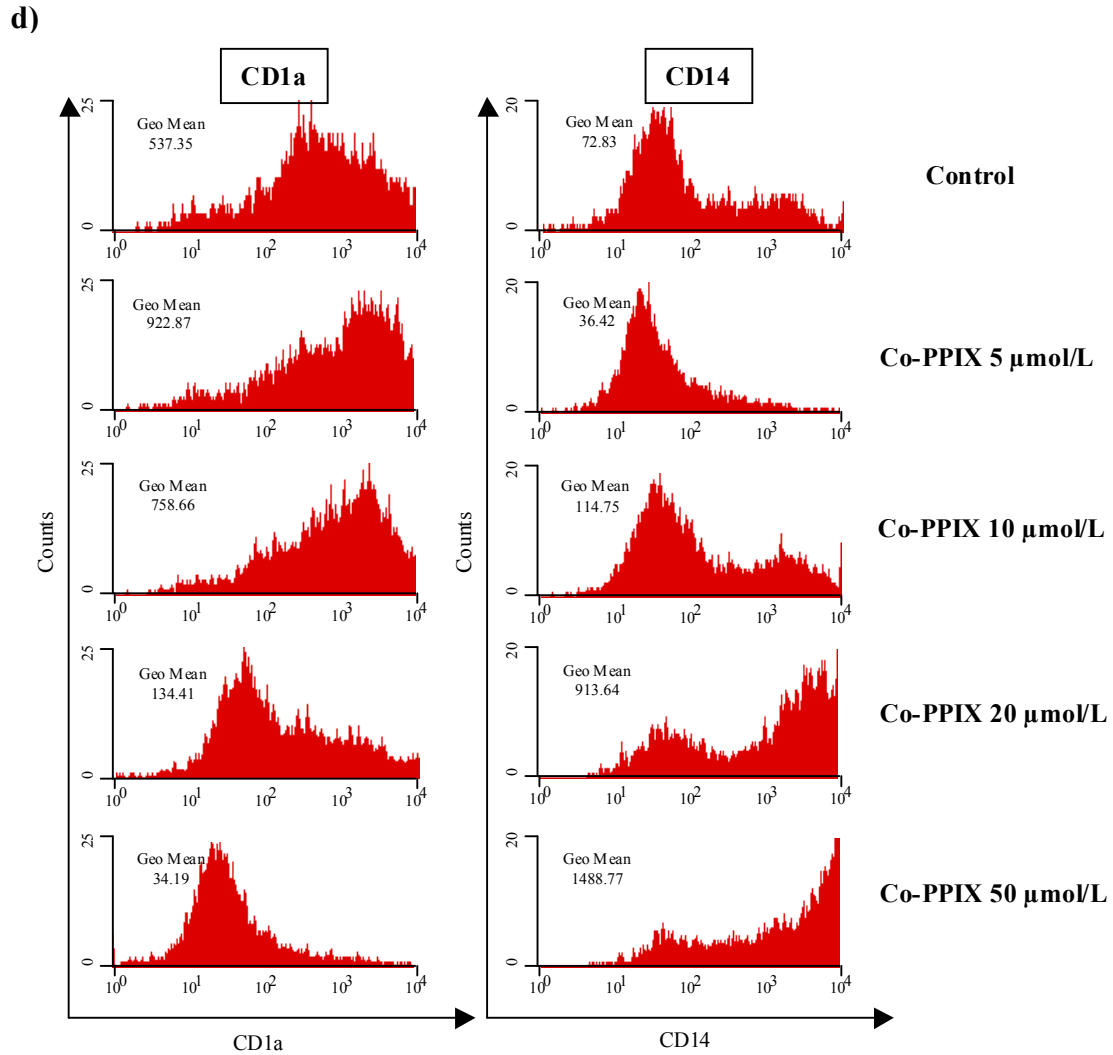 d)
CD1a
CD14
25
Geo Mean
537.35
0
10^0 10^1 10^2 10^3 10^4
20
Geo Mean
72.83
0
10^0 10^1 10^2 10^3 10^4
Control
25
Geo Mean
922.87
0
10^0 10^1 10^2 10^3 10^4
20
Geo Mean
36.42
0
10^0 10^1 10^2 10^3 10^4
Co-PPIX 5 µmol/L
25
Geo Mean
758.66
0
10^0 10^1 10^2 10^3 10^4
Counts
20
Geo Mean
114.75
0
10^0 10^1 10^2 10^3 10^4
Counts
Co-PPIX 10 µmol/L
25
Geo Mean
134.41
0
10^0 10^1 10^2 10^3 10^4
20
Geo Mean
913.64
0
10^0 10^1 10^2 10^3 10^4
Co-PPIX 20 µmol/L
25
Geo Mean
34.19
0
10^0 10^1 10^2 10^3 10^4
20
Geo Mean
1488.77
0
10^0 10^1 10^2 10^3 10^4
Co-PPIX 50 µmol/L
CD1a
CD14